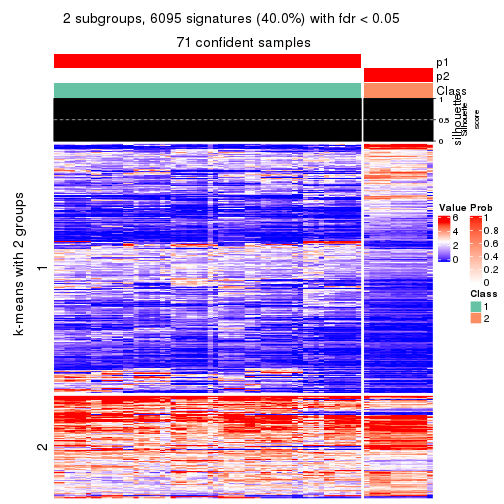 2 subgroups, 6095 signatures (40.0%) with fdr < 0.05
71 confident samples
p1
p2
Class
1
0.5
0
silhouette
Silhouette
score
k-means with 2 groups
1
2
Value
6
4
2
0
Prob
1
0.8
0.6
0.4
0.2
0
Class
1
2